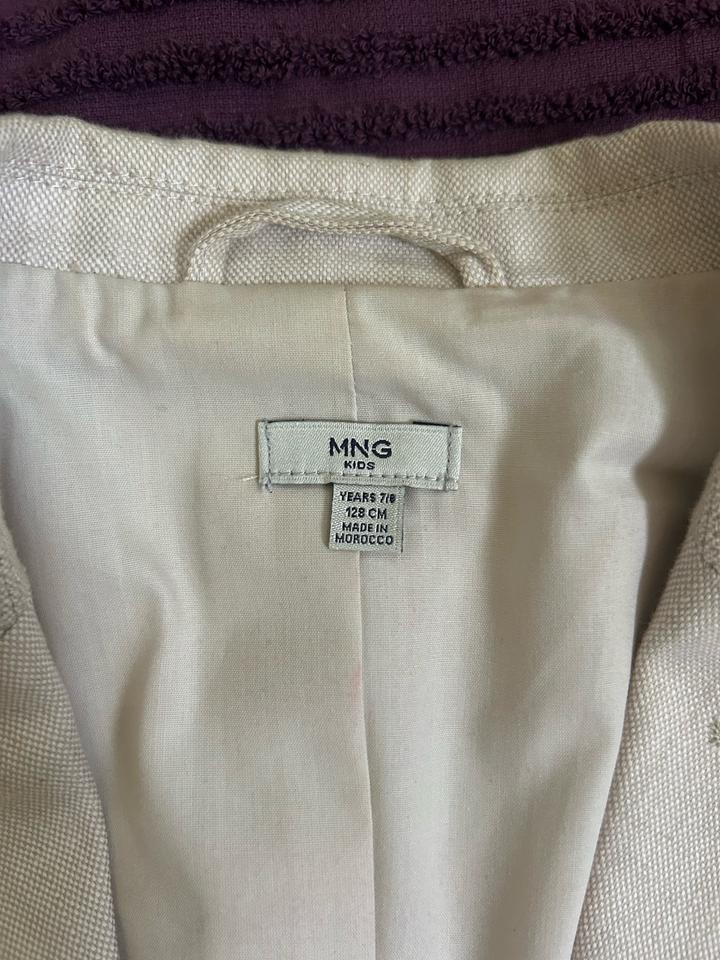 MNG
KIDS
YEARS 7/8
128 CM
MADE IN
MOROCCO